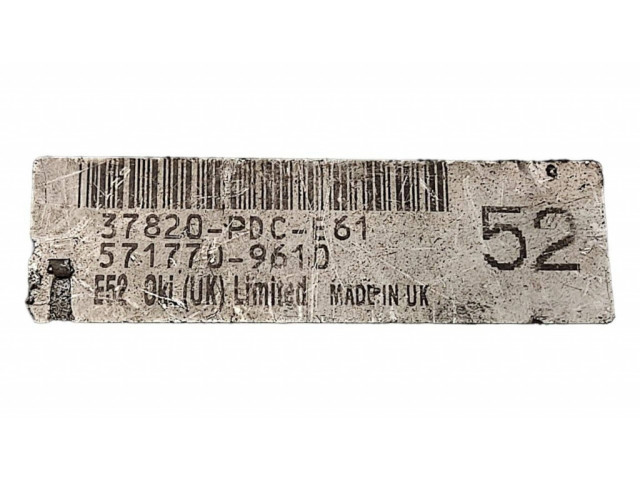 37820-PDC-E61
571770-9610
E52 Oki (UK) Limited MADE IN UK
52